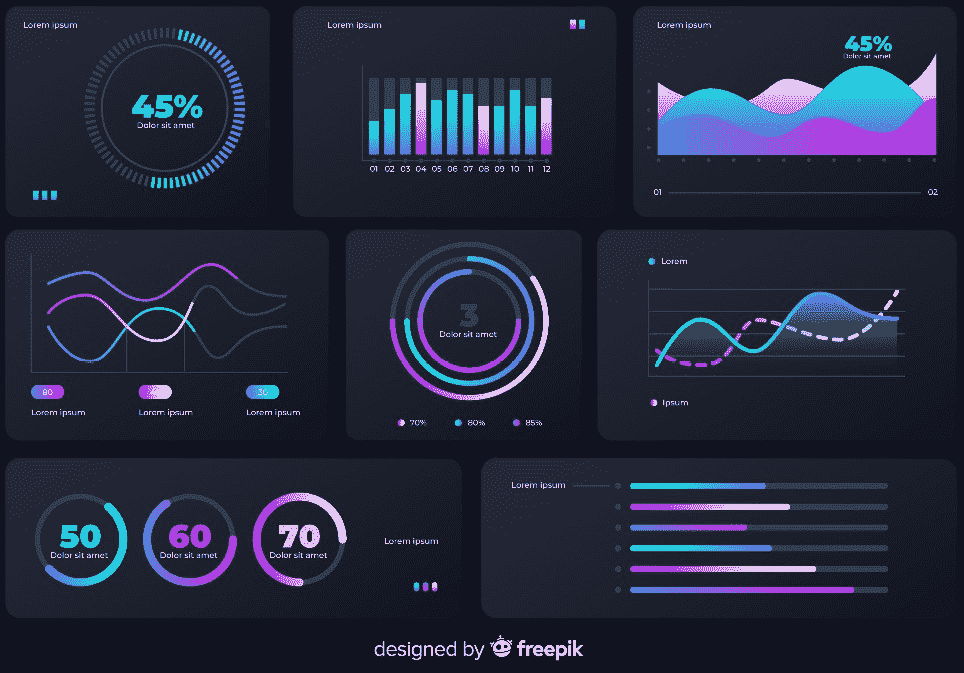 Lorem ipsum
45%
Dolor sit amet
Lorem ipsum
01 02 03 04 05 06 07 08 09 10 11 12
Lorem ipsum
45%
Dolor sit amet
01 02
80 30
Lorem ipsum Lorem ipsum Lorem ipsum
3
Dolor sit amet
70% 80% 85%
Lorem
Ipsum
50 60 70
Dolor sit amet Dolor sit amet Dolor sit amet
Lorem ipsum
Lorem ipsum
designed by freepik